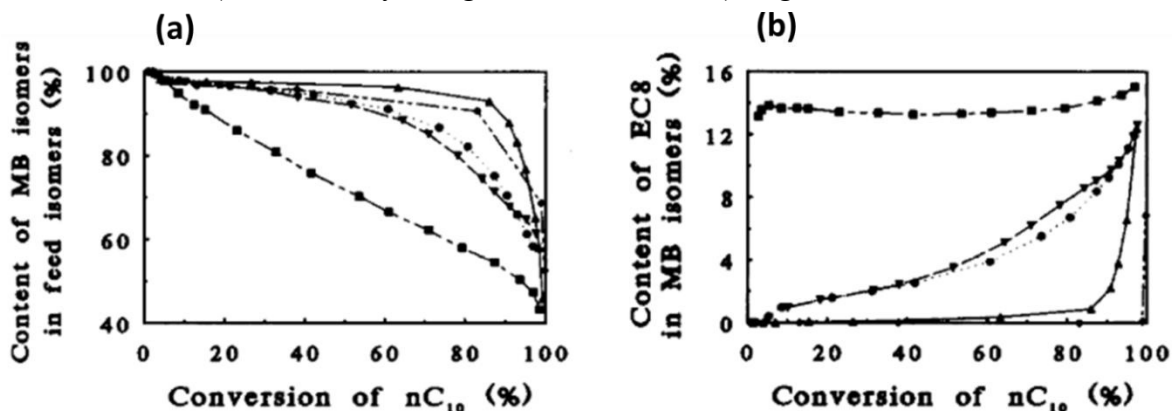 (a)
(b)
Content of MB isomers
in feed isomers (%)
100
80
60
40
0
20
40
60
80
100
Conversion of nC₁₀ (%)
Content of EC8
in MB isomers (%)
16
12
8
4
0
0
20
40
60
80
100
Conversion of nC₁₀ (%)